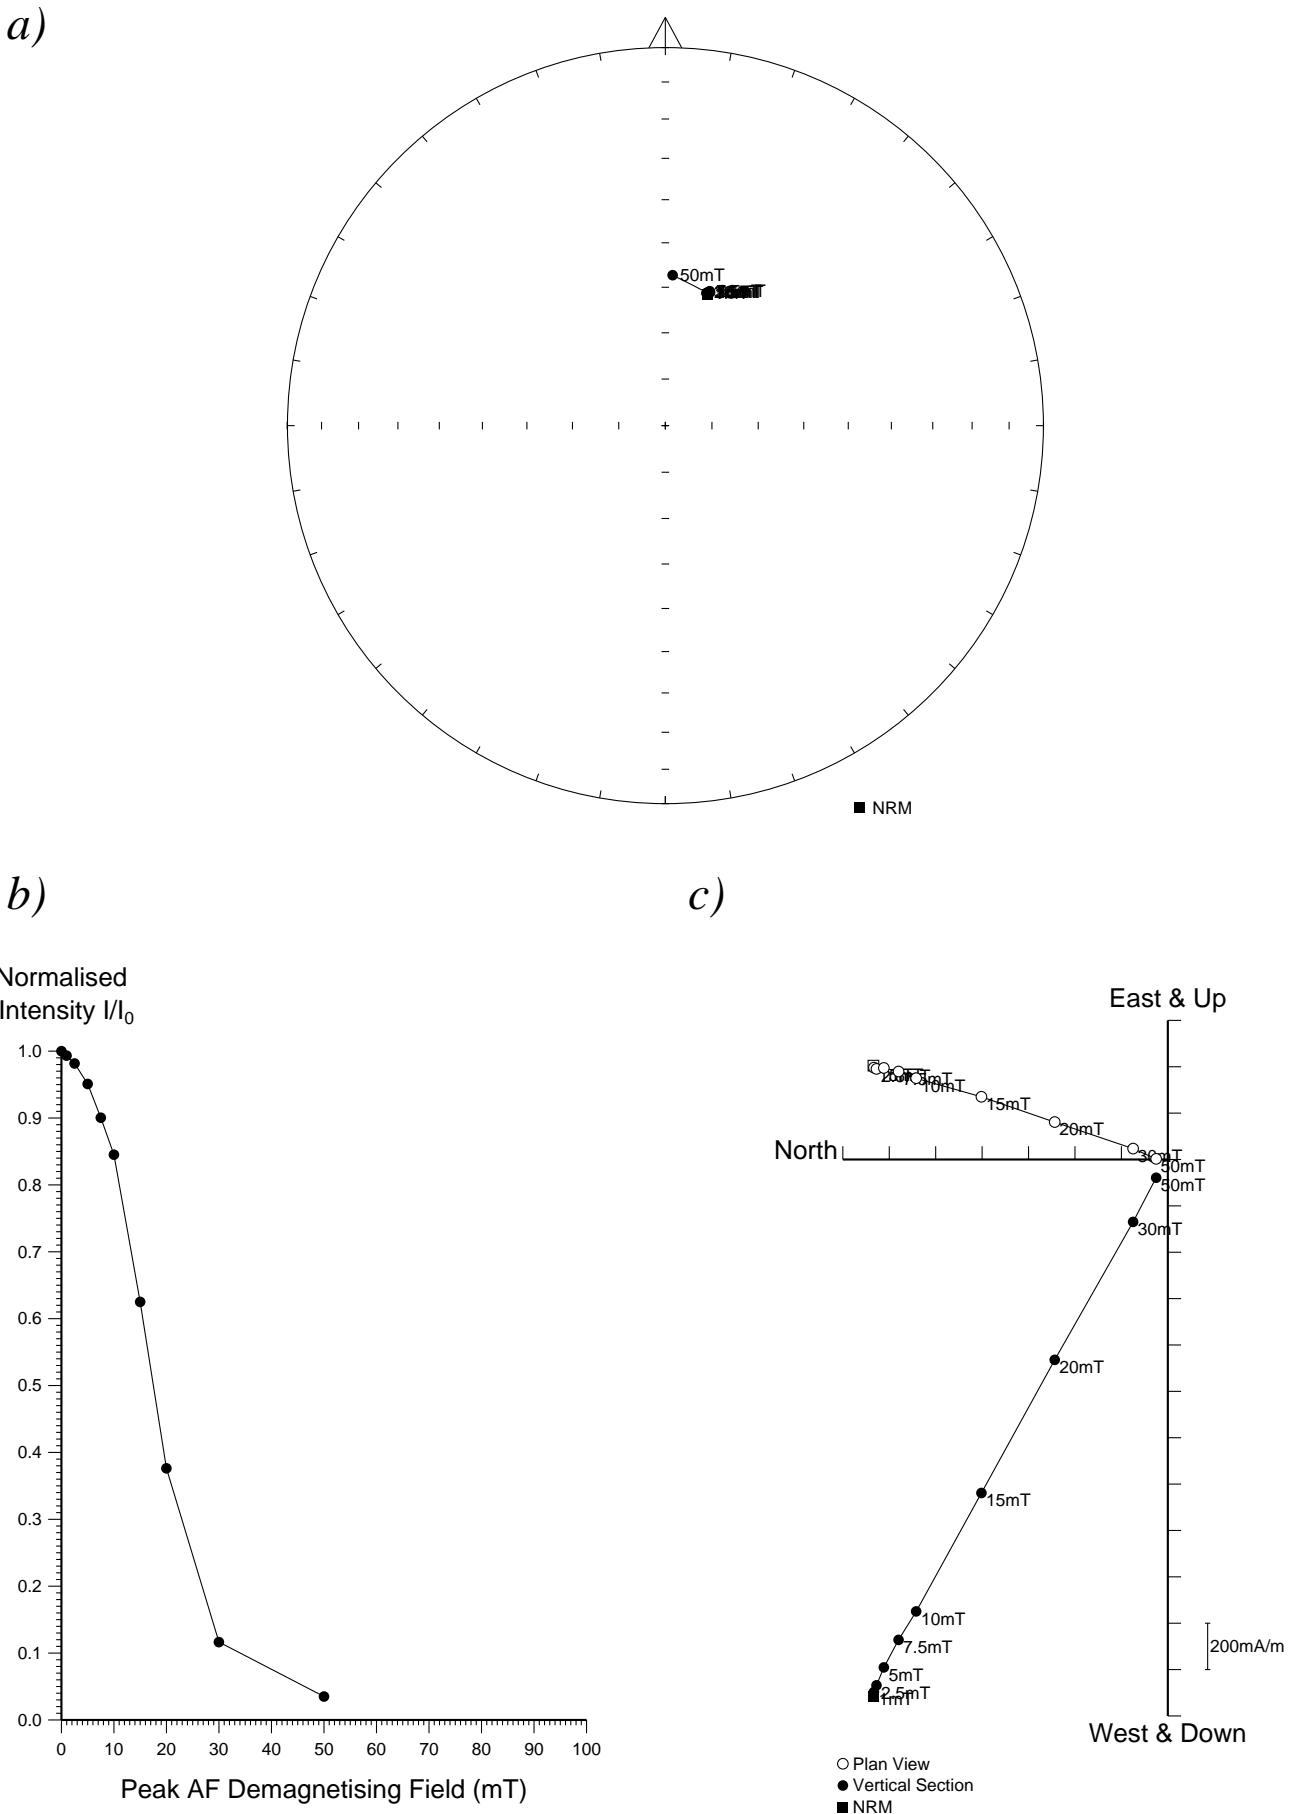 a)
50mT
NRM
b)
c)
Normalised
Intensity I/I0
1.0
0.9
0.8
0.7
0.6
0.5
0.4
0.3
0.2
0.1
0.0
0 10 20 30 40 50 60 70 80 90 100
Peak AF Demagnetising Field (mT)
East & Up
North
10mT
15mT
20mT
30mT
50mT
50mT
30mT
20mT
15mT
10mT
7.5mT
5mT
2.5mT
1mT
200mA/m
West & Down
Plan View
Vertical Section
NRM